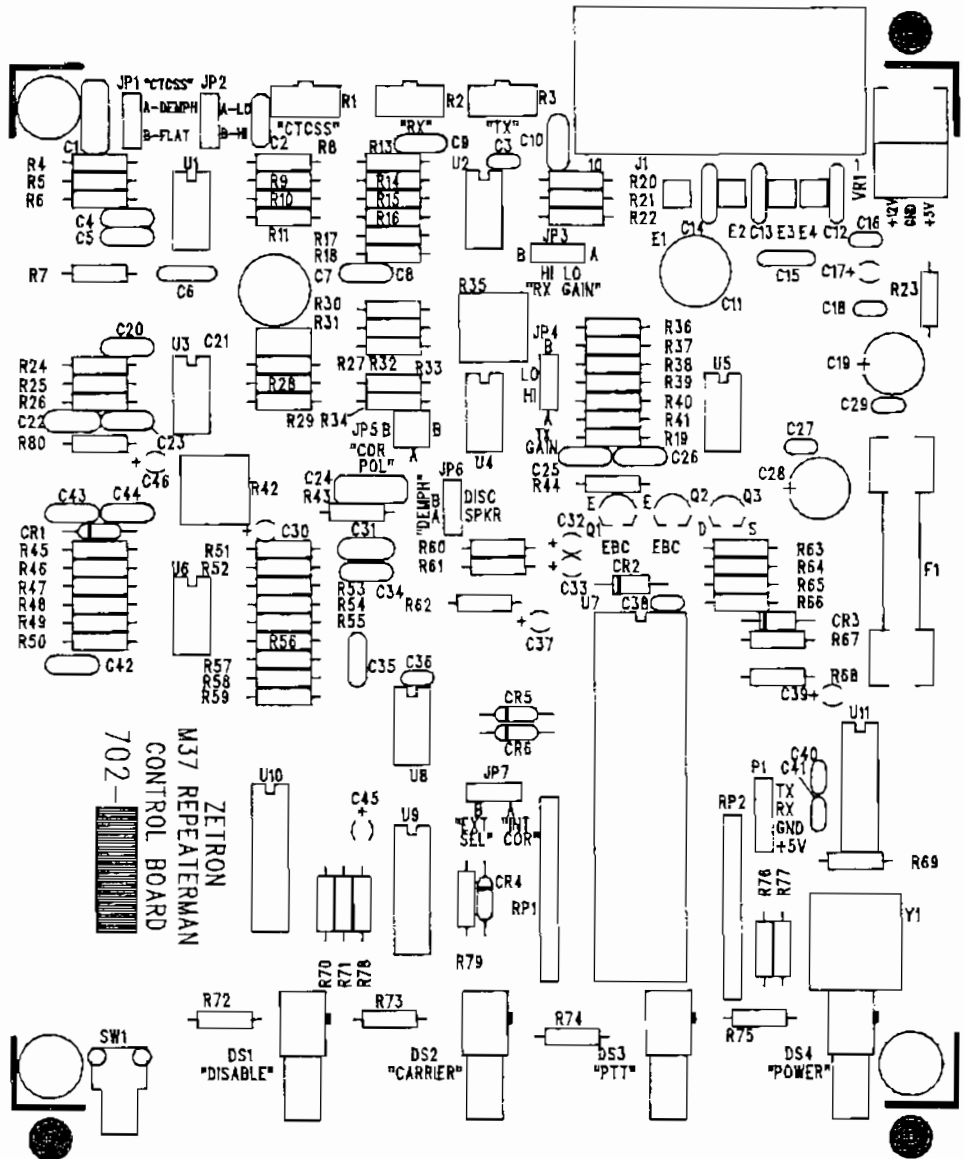 JP1 "CTCSS" JP2
A-DEMPH A-LO
B-FLAT B-HI
C1
C2
R1
"CTCSS"
R8
R2
"RX"
C9
R3
"TX"
C10
C3
R4
R5
R6
U1
R9
R10
R11
R13
R14
R15
R16
R17
R18
U2
10
J1
1
R20
R21
R22
VR1
+12V
GND
+5V
C4
C5
R7
C6
C7
C8
JP3
B A
HI LO
"RX GAIN"
E1
C14
E2
C13
E3
E4
C12
C16
C15
C17 +
C18
R23
C11
C20
U3
C21
R30
R31
R35
R24
R25
R26
R28
R29
R27
R32
R33
R34
JP4
B
LO
HI
A
TX
GAIN
R36
R37
R38
R39
R40
R41
R19
U5
C19 +
C29
C22
C23
R80
+
C46
JP5 B B
A
"COR
POL"
U4
C25
C26
C27
C28
+
R42
C24
R43
JP6
B DISC
A SPKR
"DEMPH"
R44
E E
Q1 Q2 Q3
EBC EBC
D S
C43
C44
CR1
+ C30
C31
C32
+
+
C33
CR2
R45
R46
R47
R48
R49
R50
U6
R51
R52
R53
R54
R55
R56
R57
R58
R59
C34
R60
R61
R62
+
C37
U7
C38
R63
R64
R65
R66
CR3
R67
R68
F1
C42
C35
C36
C39 +
U11
CR5
CR6
U8
ZETRON
M37 REPEATERMAN
CONTROL BOARD
702-
U10
C45
+
U9
JP7
B A
"EXT "INT
SEL" COR"
CR4
RP1
R79
RP2
P1
TX
RX
GND
+5V
C40
C41
R69
R76
R77
Y1
R70
R71
R78
R72
R73
R74
R75
SW1
DS1
"DISABLE"
DS2
"CARRIER"
DS3
"PTT"
DS4
"POWER"